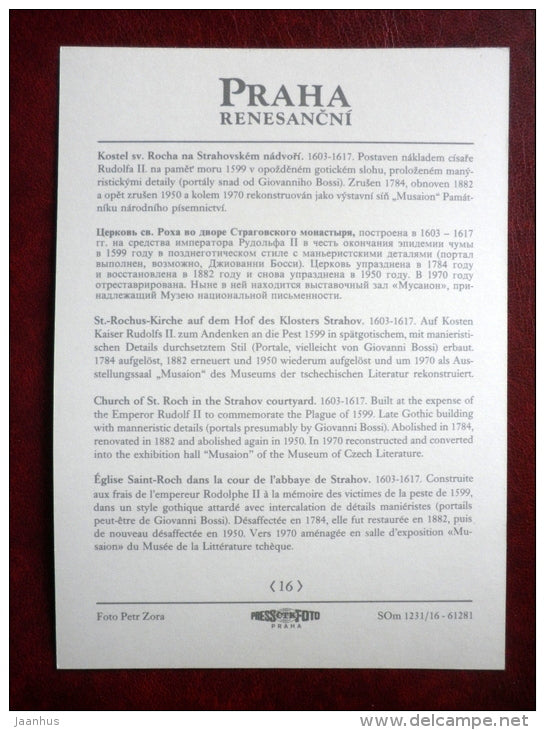 PRAHA
RENESANČNÍ
Kostel sv. Rocha na Strahovském nádvoří. 1603-1617. Postaven nákladem císaře
Rudolfa II. na paměť moru 1599 v opožděném gotickém slohu, proloženém maný-
ristickými detaily (portály snad od Giovanniho Bossi). Zrušen 1784, obnoven 1882
a opět zrušen 1950 a kolem 1970 rekonstruován jako výstavní síň „Musaion" Památ-
níku národního písemnictví.
Церковь св. Роха во дворе Страговского монастыря, построена в 1603 – 1617
гг. на средства императора Рудольфа II в честь окончания эпидемии чумы
в 1599 году в позднеготическом стиле с маньеристскими деталями (портал
выполнен, возможно, Джиованни Босси). Церковь упразднена в 1784 году
и восстановлена в 1882 году и снова упразднена в 1950 году. В 1970 году
отреставрирована. Ныне в ней находится выставочный зал «Мусаион», при-
надлежащий Музею национальной письменности.
St.-Rochus-Kirche auf dem Hof des Klosters Strahov. 1603-1617. Auf Kosten
Kaiser Rudolfs II. zum Andenken an die Pest 1599 in spätgotischem, mit manieristi-
schen Details durchsetztem Stil (Portale, vielleicht von Giovanni Bossi) erbaut.
1784 aufgelöst, 1882 erneuert und 1950 wiederum aufgelöst und um 1970 als Aus-
stellungssaal „Musaion" des Museums der tschechischen Literatur rekonstruiert.
Church of St. Roch in the Strahov courtyard. 1603-1617. Built at the expense of
the Emperor Rudolf II to commemorate the Plague of 1599. Late Gothic building
with manneristic details (portals presumably by Giovanni Bossi). Abolished in 1784,
renovated in 1882 and abolished again in 1950. In 1970 reconstructed and converted
into the exhibition hall “Musaion” of the Museum of Czech Literature.
Église Saint-Roch dans la cour de l'abbaye de Strahov. 1603-1617. Construite
aux frais de l'empereur Rodolphe II à la mémoire des victimes de la peste de 1599,
dans un style gothique attardé avec intercalation de détails maniéristes (portails
peut-être de Giovanni Bossi). Désaffectée en 1784, elle fut restaurée en 1882, puis
de nouveau désaffectée en 1950. Vers 1970 aménagée en salle d'exposition «Mu-
saion» du Musée de la Littérature tchèque.
⟨16⟩
Foto Petr Zora
PRESSFOTO
PRAHA
SOm 1231/16 - 61281
jaanhus
www.delcampe.net